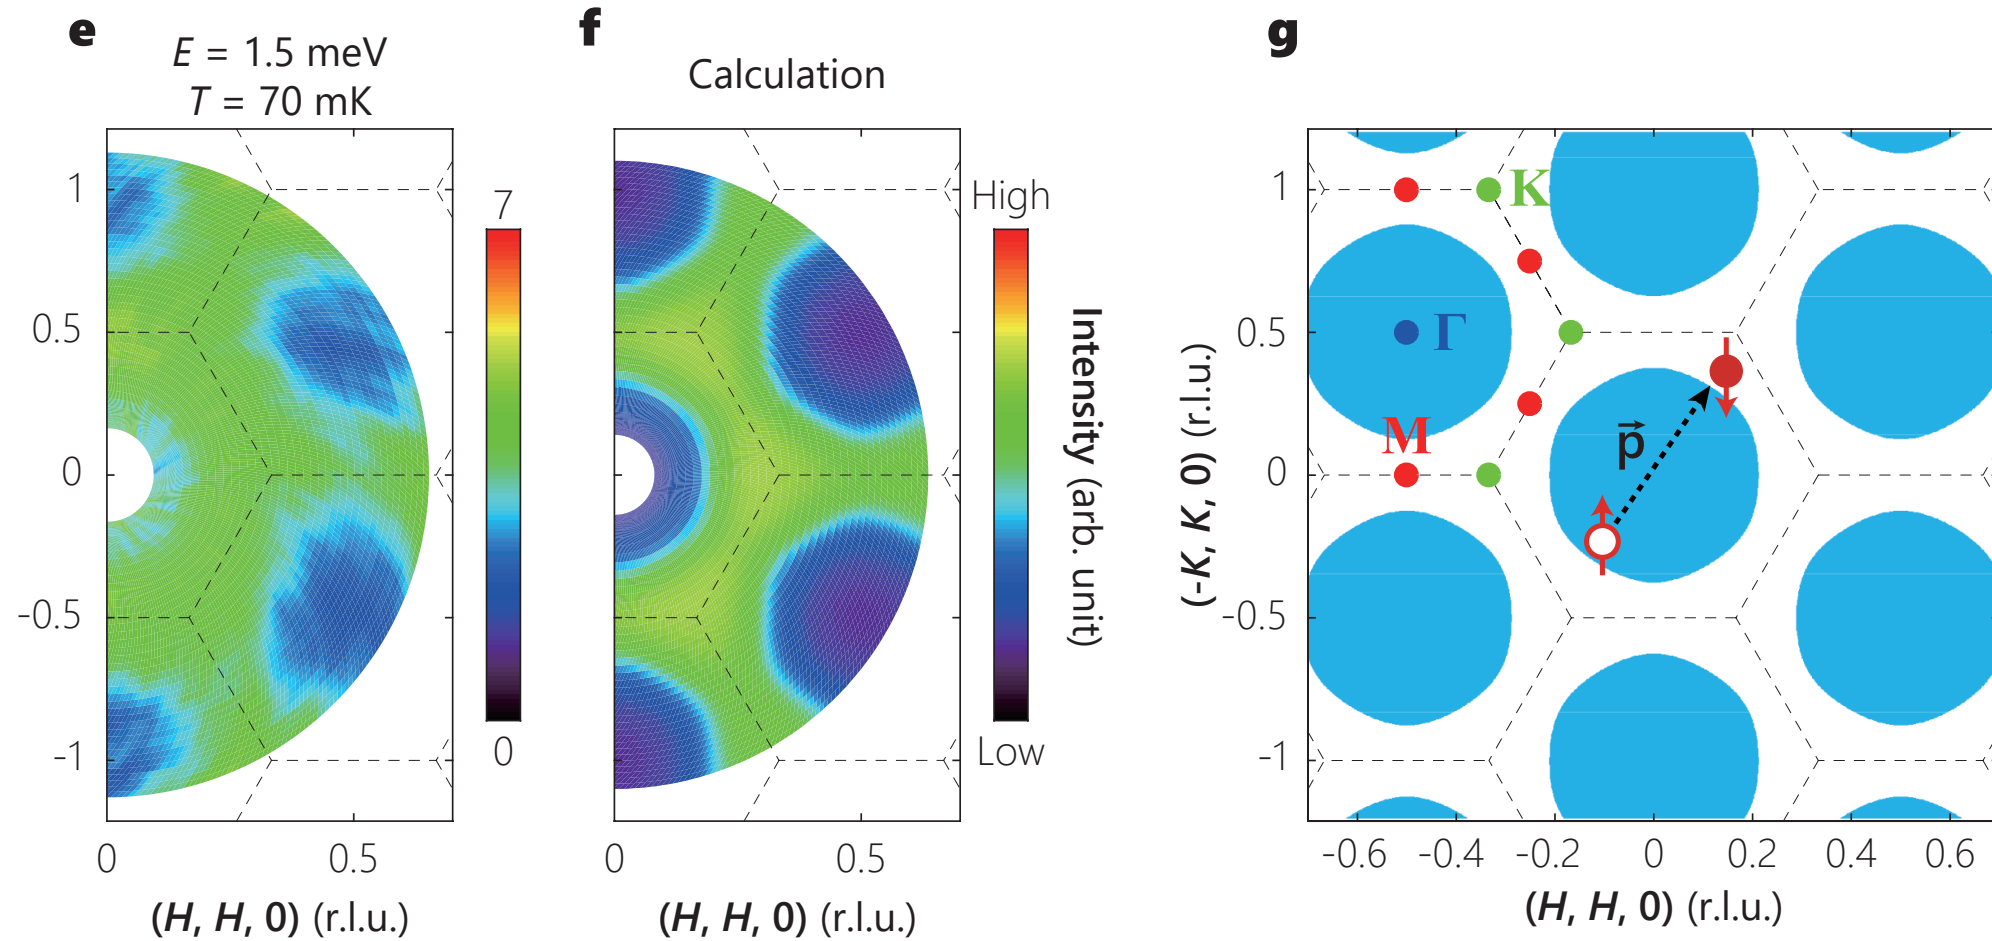 e
E = 1.5 meV
T = 70 mK
1
0.5
0
-0.5
-1
0
0.5
(H, H, 0) (r.l.u.)
7
0
f
Calculation
0
0.5
(H, H, 0) (r.l.u.)
High
Low
Intensity (arb. unit)
g
(-K, K, 0) (r.l.u.)
1
0.5
0
-0.5
-1
K
Γ
M
p⃗
-0.6
-0.4
-0.2
0
0.2
0.4
0.6
(H, H, 0) (r.l.u.)